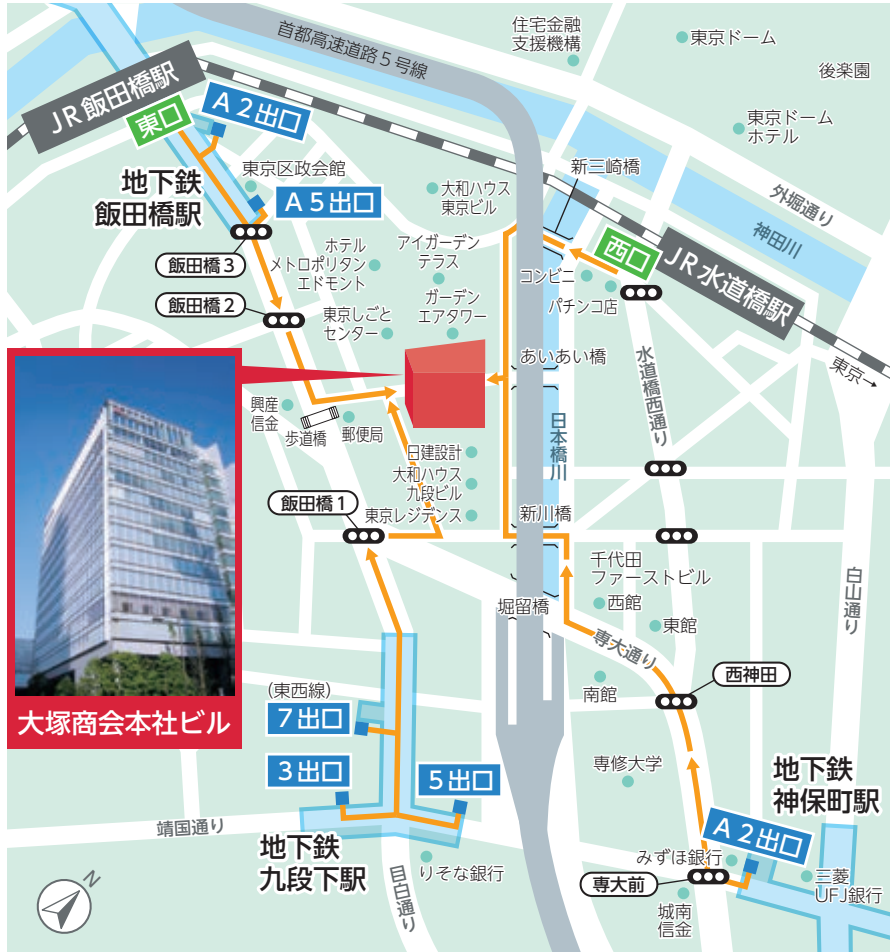 首都高速道路5号線
住宅金融
支援機構
東京ドーム
後楽園
JR飯田橋駅
東口
A2出口
東京ドーム
ホテル
地下鉄
飯田橋駅
東京区政会館
A5出口
大和ハウス
東京ビル
新三崎橋
外堀通り
神田川
飯田橋3
ホテル
メトロポリタン
エドモント
アイガーデン
テラス
西口
JR水道橋駅
コンビニ
パチンコ店
飯田橋2
東京しごと
センター
ガーデン
エアタワー
あいあい橋
水道橋西通り
東京→
興産
信金
歩道橋
郵便局
日本橋川
日建設計
大和ハウス
九段ビル
東京レジデンス
飯田橋1
新川橋
千代田
ファーストビル
西館
東館
南館
白山通り
堀留橋
専大通り
西神田
大塚商会本社ビル
(東西線)
7出口
3出口
5出口
専修大学
地下鉄
神保町駅
靖国通り
地下鉄
九段下駅
目白通り
りそな銀行
A2出口
みずほ銀行
専大前
城南
信金
三菱
UFJ銀行
N